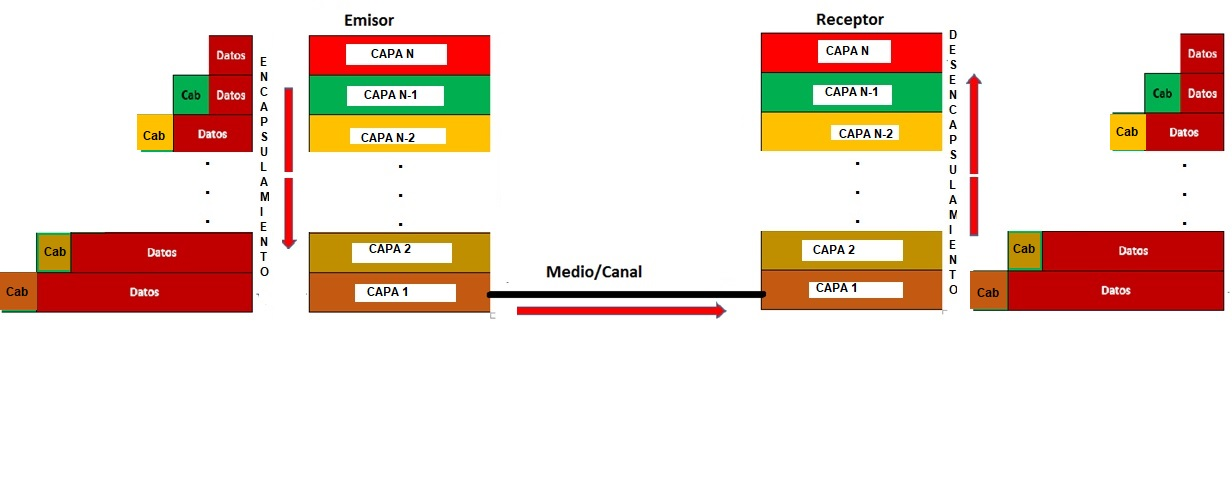 Emisor
Receptor
Datos
Cab Datos
Cab Datos
Cab Datos
Cab Datos
ENCAPSULAMIENTO
CAPA N
CAPA N-1
CAPA N-2
CAPA 2
CAPA 1
Medio/Canal
CAPA N
CAPA N-1
CAPA N-2
CAPA 2
CAPA 1
DESENCAPSULAMIENTO
Datos
Cab Datos
Cab Datos
Cab Datos
Cab Datos